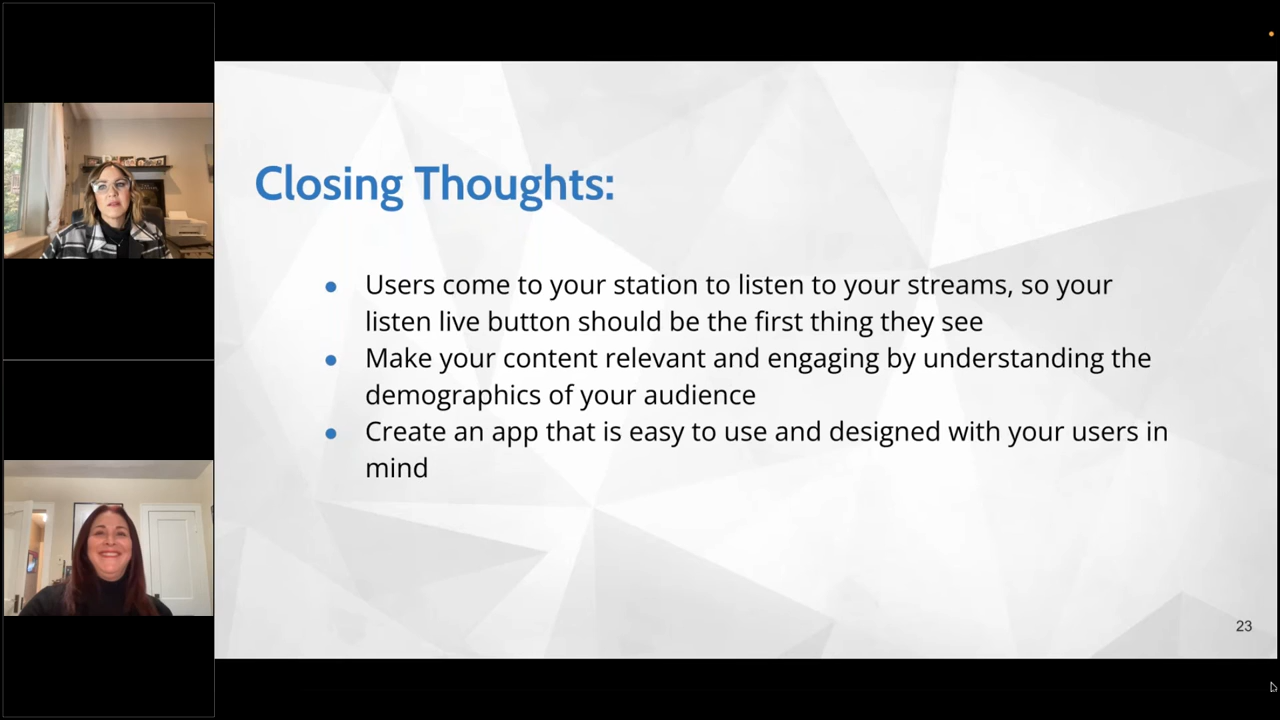 Closing Thoughts:
● Users come to your station to listen to your streams, so your
listen live button should be the first thing they see
● Make your content relevant and engaging by understanding the
demographics of your audience
● Create an app that is easy to use and designed with your users in
mind
23